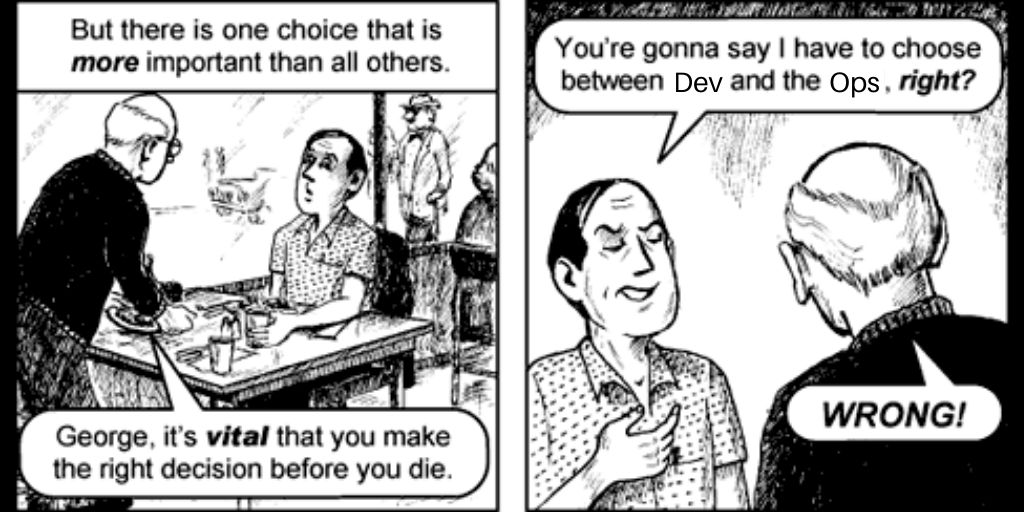 But there is one choice that is
more important than all others.
George, it's vital that you make
the right decision before you die.
You're gonna say I have to choose
between Dev and the Ops, right?
WRONG!